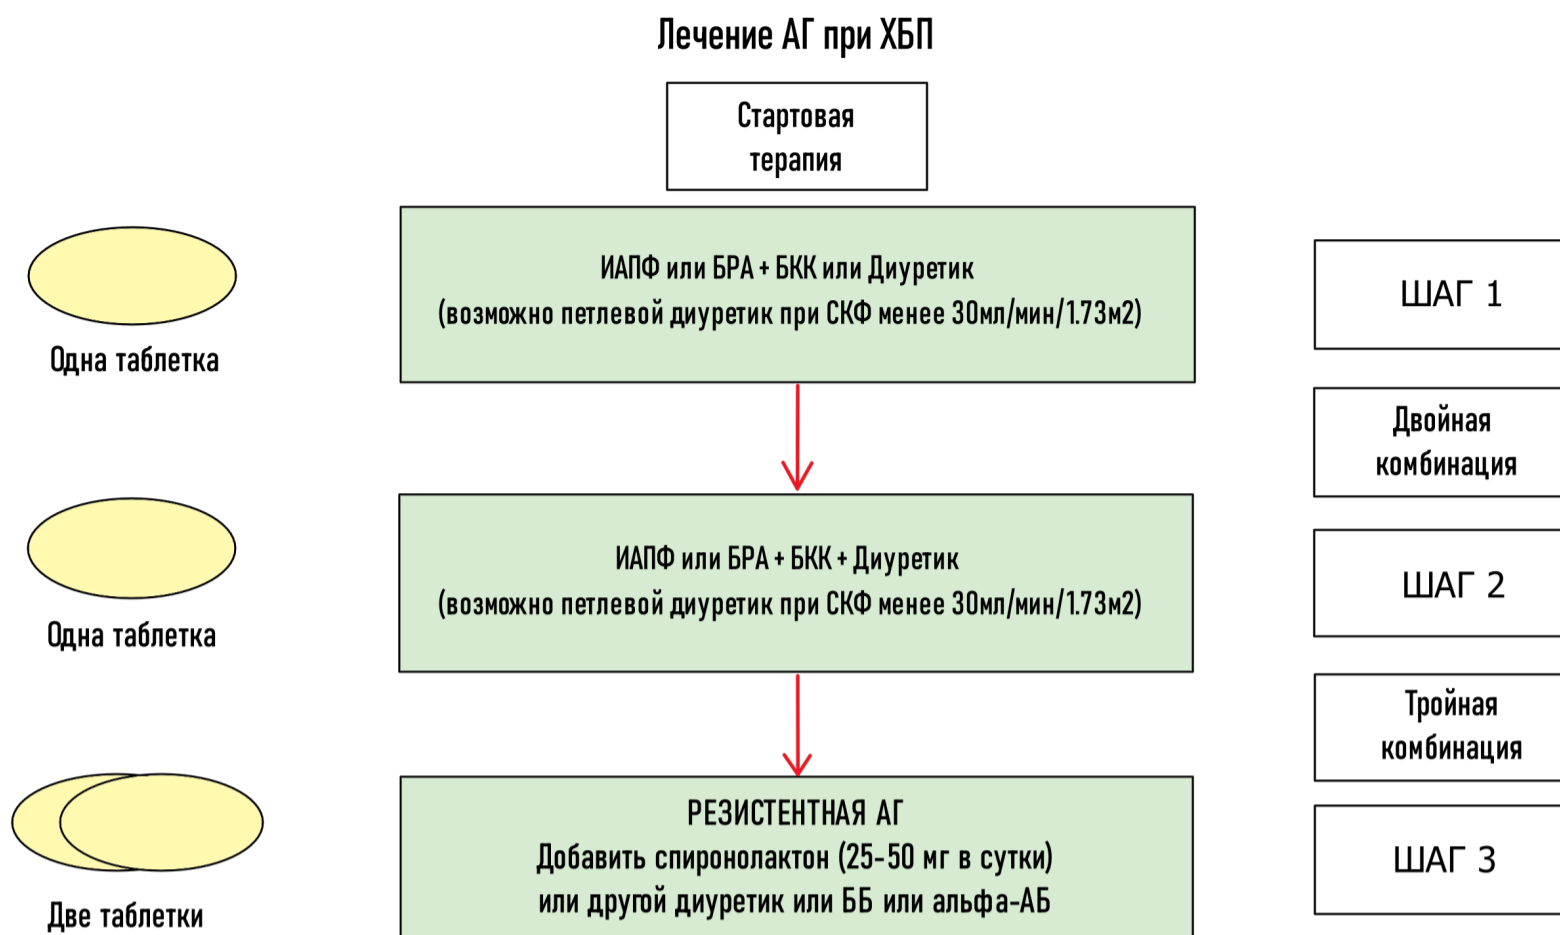 Лечение АГ при ХБП
Стартовая
терапия
ИАПФ или БРА + БКК или Диуретик
(возможно петлевой диуретик при СКФ менее 30мл/мин/1.73м2)
Одна таблетка
ШАГ 1
Двойная
комбинация
ИАПФ или БРА + БКК + Диуретик
(возможно петлевой диуретик при СКФ менее 30мл/мин/1.73м2)
Одна таблетка
ШАГ 2
Тройная
комбинация
РЕЗИСТЕНТНАЯ АГ
Добавить спиронолактон (25-50 мг в сутки)
или другой диуретик или ББ или альфа-АБ
Две таблетки
ШАГ 3